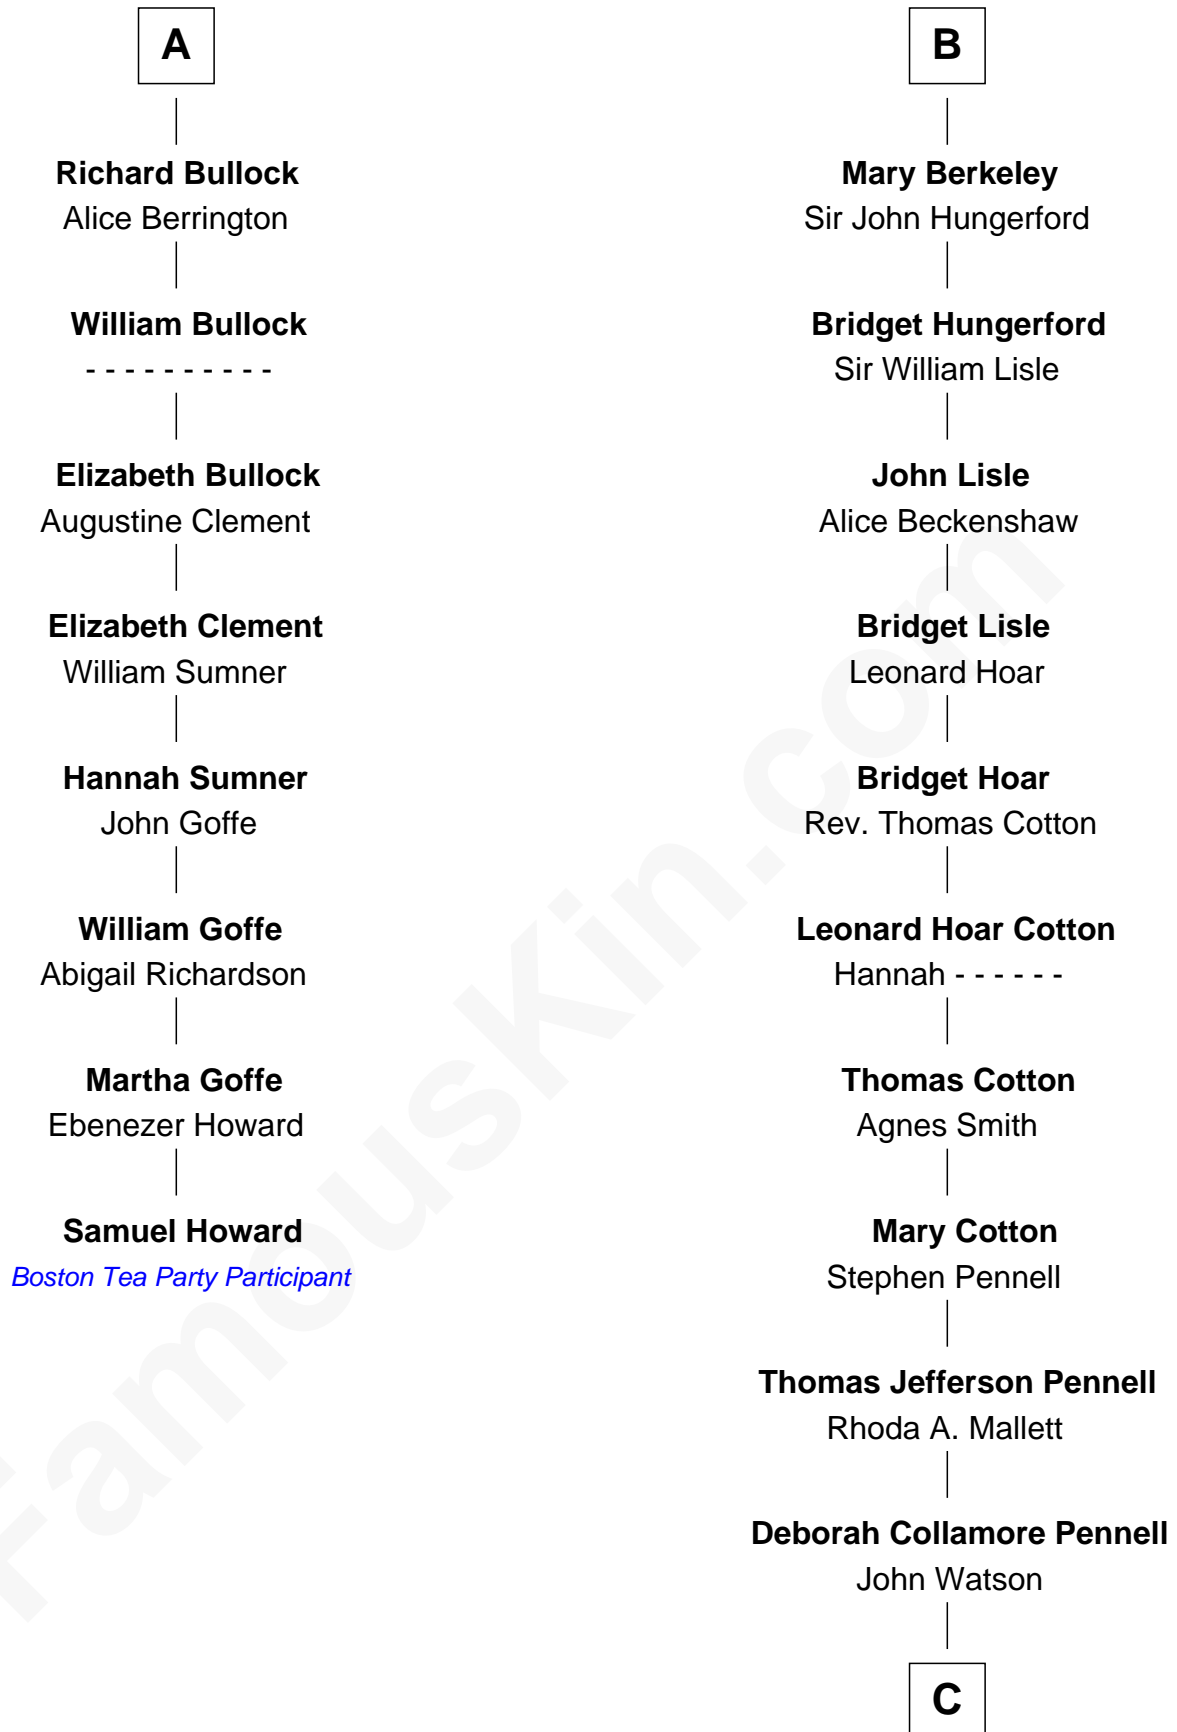 A
Richard Bullock
Alice Berrington
William Bullock
- - - - - - - - - -
Elizabeth Bullock
Augustine Clement
Elizabeth Clement
William Sumner
Hannah Sumner
John Goffe
William Goffe
Abigail Richardson
Martha Goffe
Ebenezer Howard
Samuel Howard
Boston Tea Party Participant
B
Mary Berkeley
Sir John Hungerford
Bridget Hungerford
Sir William Lisle
John Lisle
Alice Beckenshaw
Bridget Lisle
Leonard Hoar
Bridget Hoar
Rev. Thomas Cotton
Leonard Hoar Cotton
Hannah - - - - - -
Thomas Cotton
Agnes Smith
Mary Cotton
Stephen Pennell
Thomas Jefferson Pennell
Rhoda A. Mallett
Deborah Collamore Pennell
John Watson
C
FamousKin.com